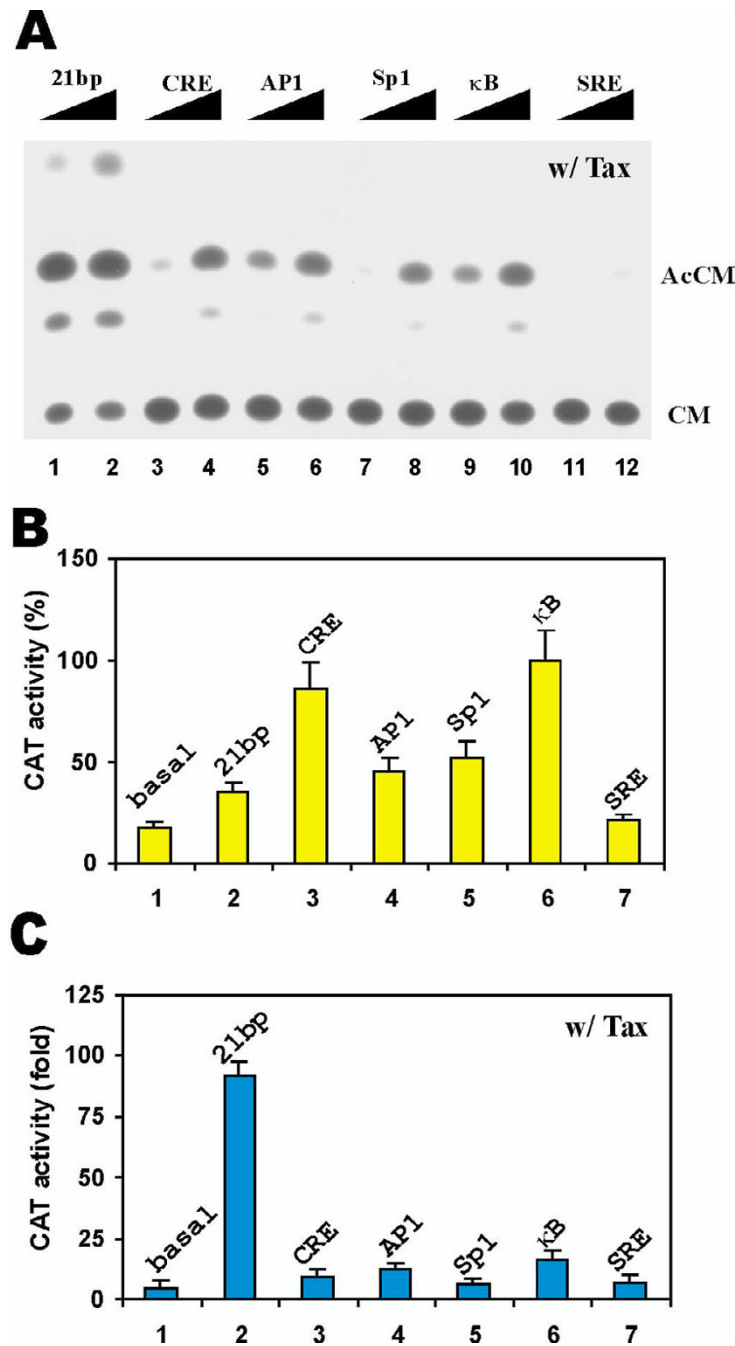 A
21bp CRE AP1 Sp1 κB SRE
w/ Tax
AcCM
CM
1 2 3 4 5 6 7 8 9 10 11 12
B
150
100
50
0
CAT activity (%)
basal 21bp CRE AP1 Sp1 κB SRE
1 2 3 4 5 6 7
C
125
100
75
50
25
0
CAT activity (fold)
w/ Tax
basal 21bp CRE AP1 Sp1 κB SRE
1 2 3 4 5 6 7